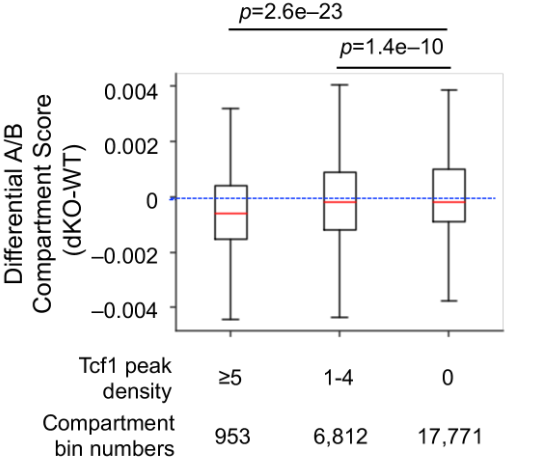 p=2.6e–23
p=1.4e–10
Differential A/B
Compartment Score
(dKO-WT)
0.004
0.002
0
–0.002
–0.004
Tcf1 peak
density
≥5
1-4
0
Compartment
bin numbers
953
6,812
17,771